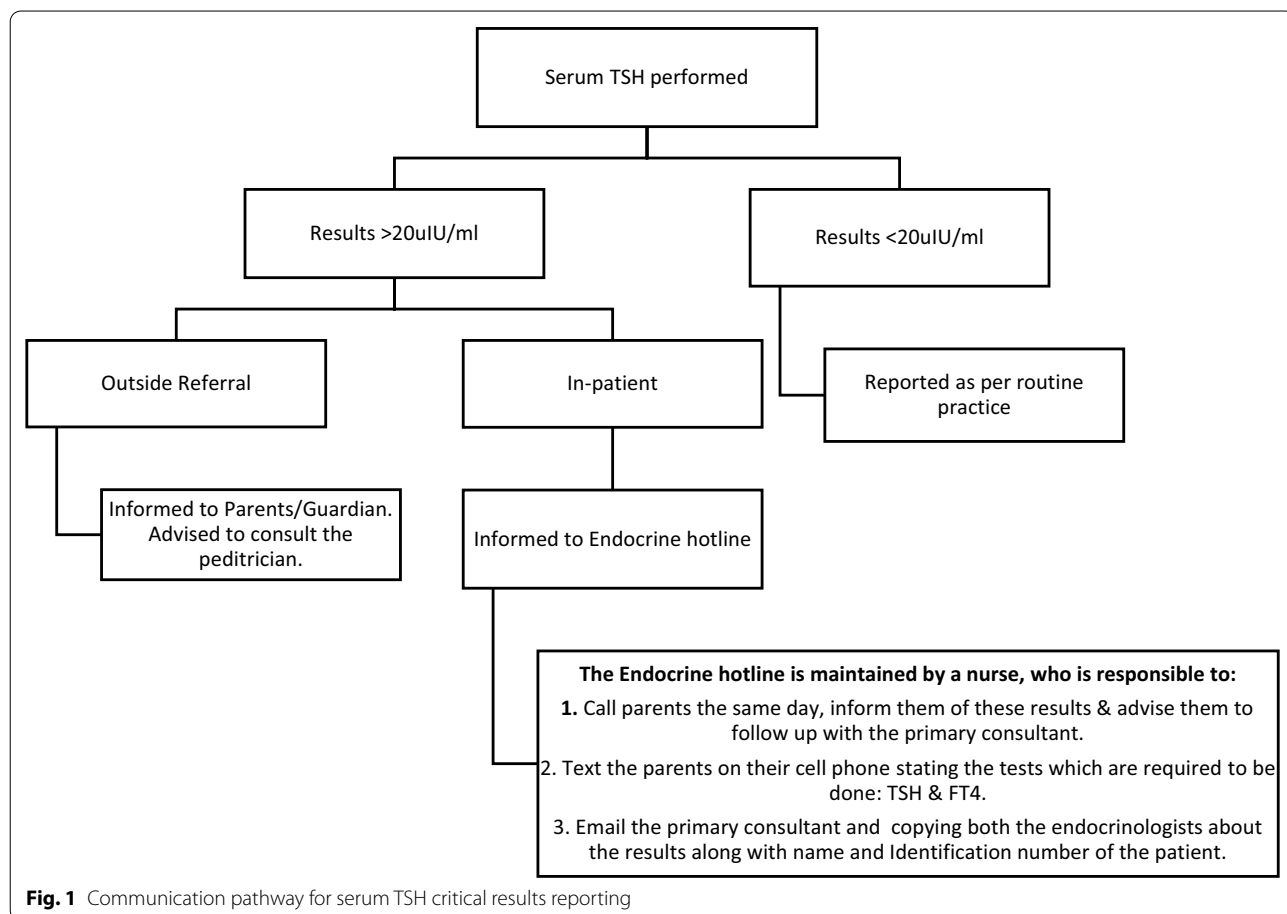 Serum TSH performed
Results >20uIU/ml
Results <20uIU/ml
Outside Referral
In-patient
Reported as per routine
practice
Informed to Parents/Guardian.
Advised to consult the
peditrician.
Informed to Endocrine hotline
The Endocrine hotline is maintained by a nurse, who is responsible to:
1. Call parents the same day, inform them of these results & advise them to
follow up with the primary consultant.
2. Text the parents on their cell phone stating the tests which are required to be
done: TSH & FT4.
3. Email the primary consultant and copying both the endocrinologists about
the results along with name and Identification number of the patient.
Fig. 1 Communication pathway for serum TSH critical results reporting